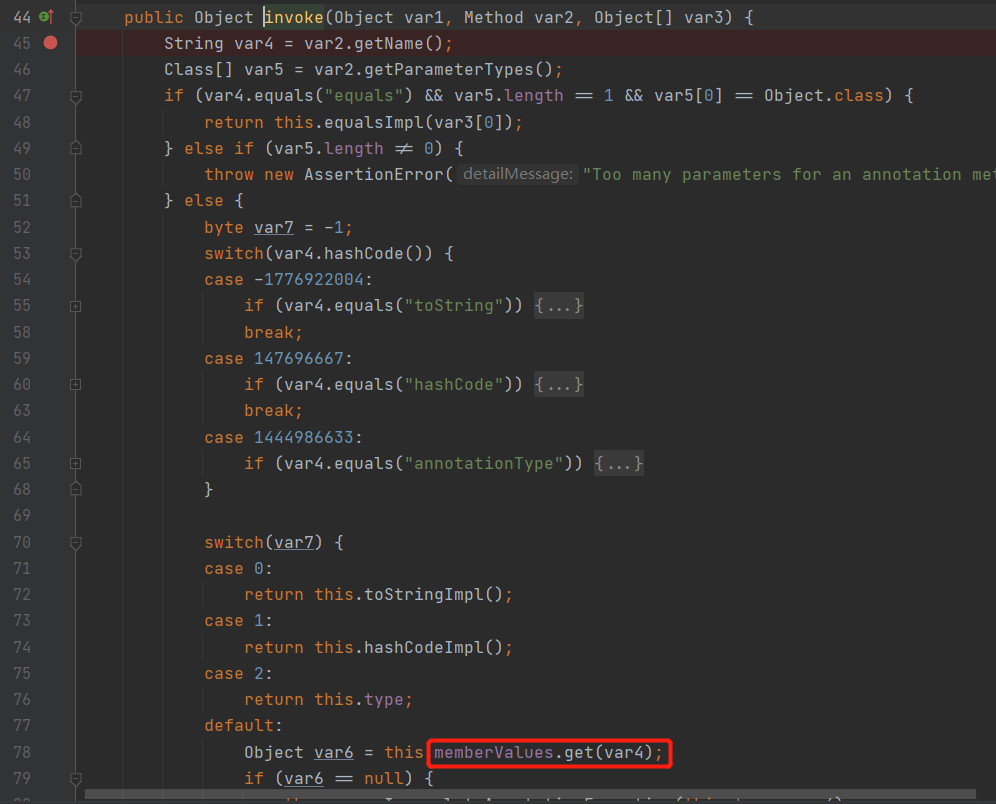 44 public Object invoke(Object var1, Method var2, Object[] var3) {
45 String var4 = var2.getName();
46 Class[] var5 = var2.getParameterTypes();
47 if (var4.equals("equals") && var5.length == 1 && var5[0] == Object.class) {
48 return this.equalsImpl(var3[0]);
49 } else if (var5.length ≠ 0) {
50 throw new AssertionError( detailMessage: "Too many parameters for an annotation met
51 } else {
52 byte var7 = -1;
53 switch(var4.hashCode()) {
54 case -1776922004:
55 if (var4.equals("toString")) {...}
58 break;
59 case 147696667:
60 if (var4.equals("hashCode")) {...}
63 break;
64 case 1444986633:
65 if (var4.equals("annotationType")) {...}
68 }
69
70 switch(var7) {
71 case 0:
72 return this.toStringImpl();
73 case 1:
74 return this.hashCodeImpl();
75 case 2:
76 return this.type;
77 default:
78 Object var6 = this.memberValues.get(var4);
79 if (var6 == null) {